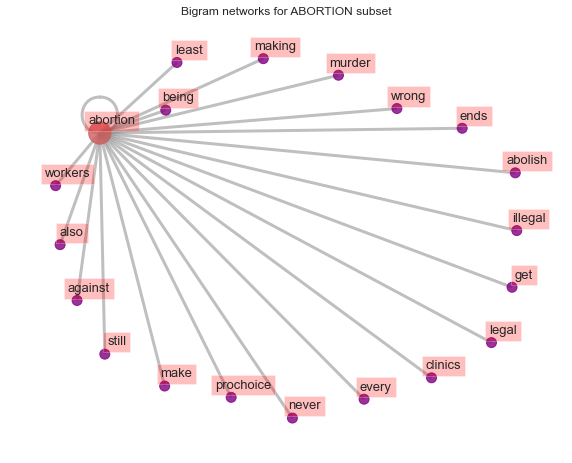 Bigram networks for ABORTION subset
least
making
murder
being
wrong
ends
abortion
abolish
workers
illegal
also
get
against
legal
still
clinics
make
prochoice
every
never